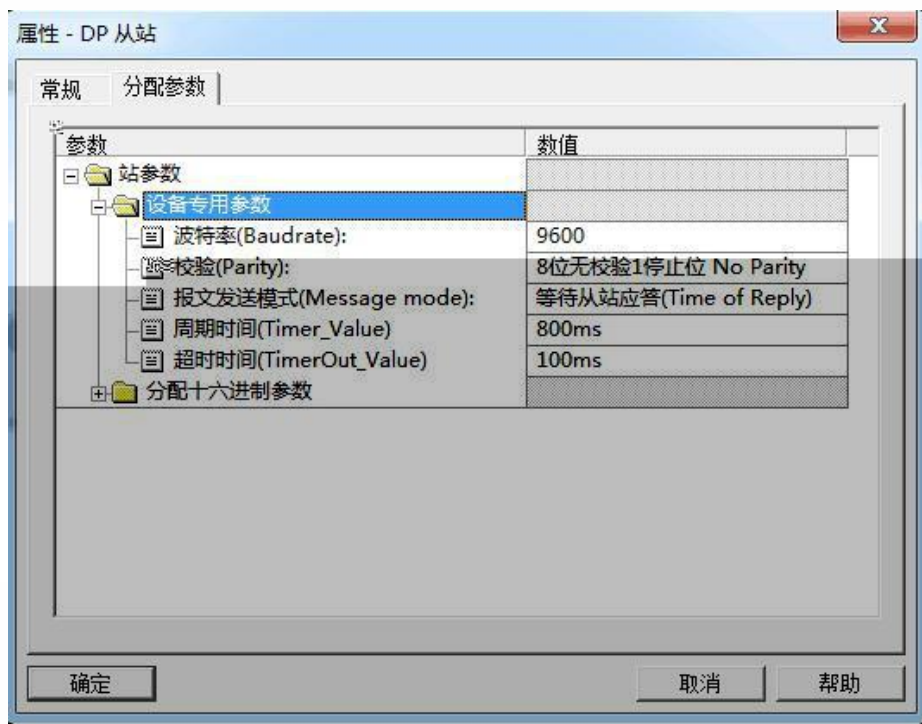 属性 - DP 从站
常规 分配参数
参数 数值
站参数
设备专用参数
波特率(Baudrate): 9600
校验(Parity): 8位无校验1停止位 No Parity
报文发送模式(Message mode): 等待从站应答(Time of Reply)
周期时间(Timer_Value) 800ms
超时时间(TimerOut_Value) 100ms
分配十六进制参数
确定 取消 帮助